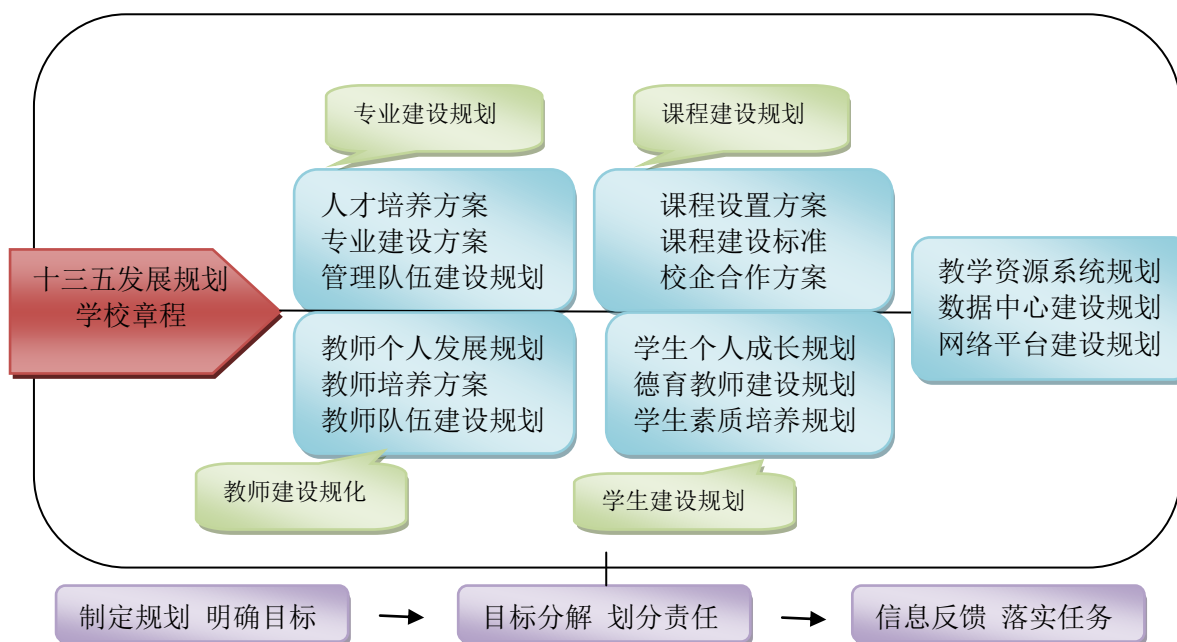 专业建设规划
课程建设规划
人才培养方案
专业建设方案
管理队伍建设规划
课程设置方案
课程建设标准
校企合作方案
十三五发展规划
学校章程
教学资源系统规划
数据中心建设规划
网络平台建设规划
教师个人发展规划
教师培养方案
教师队伍建设规划
学生个人成长规划
德育教师建设规划
学生素质培养规划
教师建设规化
学生建设规划
制定规划 明确目标
目标分解 划分责任
信息反馈 落实任务